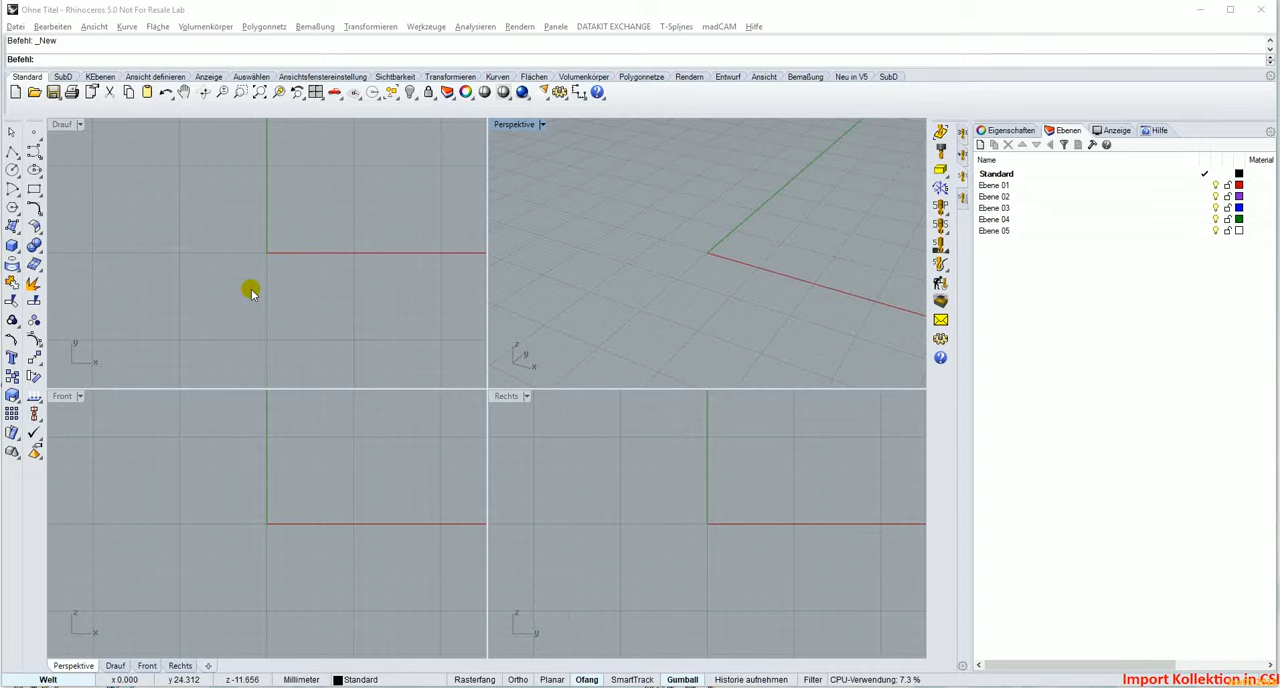 Ohne Titel - Rhinoceros 5.0 Not For Resale Lab
Datei Bearbeiten Ansicht Kurve Fläche Volumenkörper Polygonnetz Bemaßung Transformieren Werkzeuge Analysieren Rendern Panele DATAKIT EXCHANGE T-Splines madCAM Hilfe
Befehl: _New
Befehl:
Standard SubD KEbenen Ansicht definieren Anzeige Auswählen Ansichtsfenstereinstellung Sichtbarkeit Transformieren Kurven Flächen Volumenkörper Polygonnetze Rendern Entwurf Ansicht Bemaßung Neu in V5 SubD
Drauf
Perspektive
Eigenschaften Ebenen Anzeige Hilfe
Name Material
Standard
Ebene 01
Ebene 02
Ebene 03
Ebene 04
Ebene 05
y
x
z
y
x
Front
Rechts
z
x
z
y
Perspektive Drauf Front Rechts
Welt x 0.000 y 24.312 z -11.656 Millimeter Standard Rasterfang Ortho Planar Ofang SmartTrack Gumball Historie aufnehmen Filter CPU-Verwendung: 7.3 %
Import Kollektion in CS